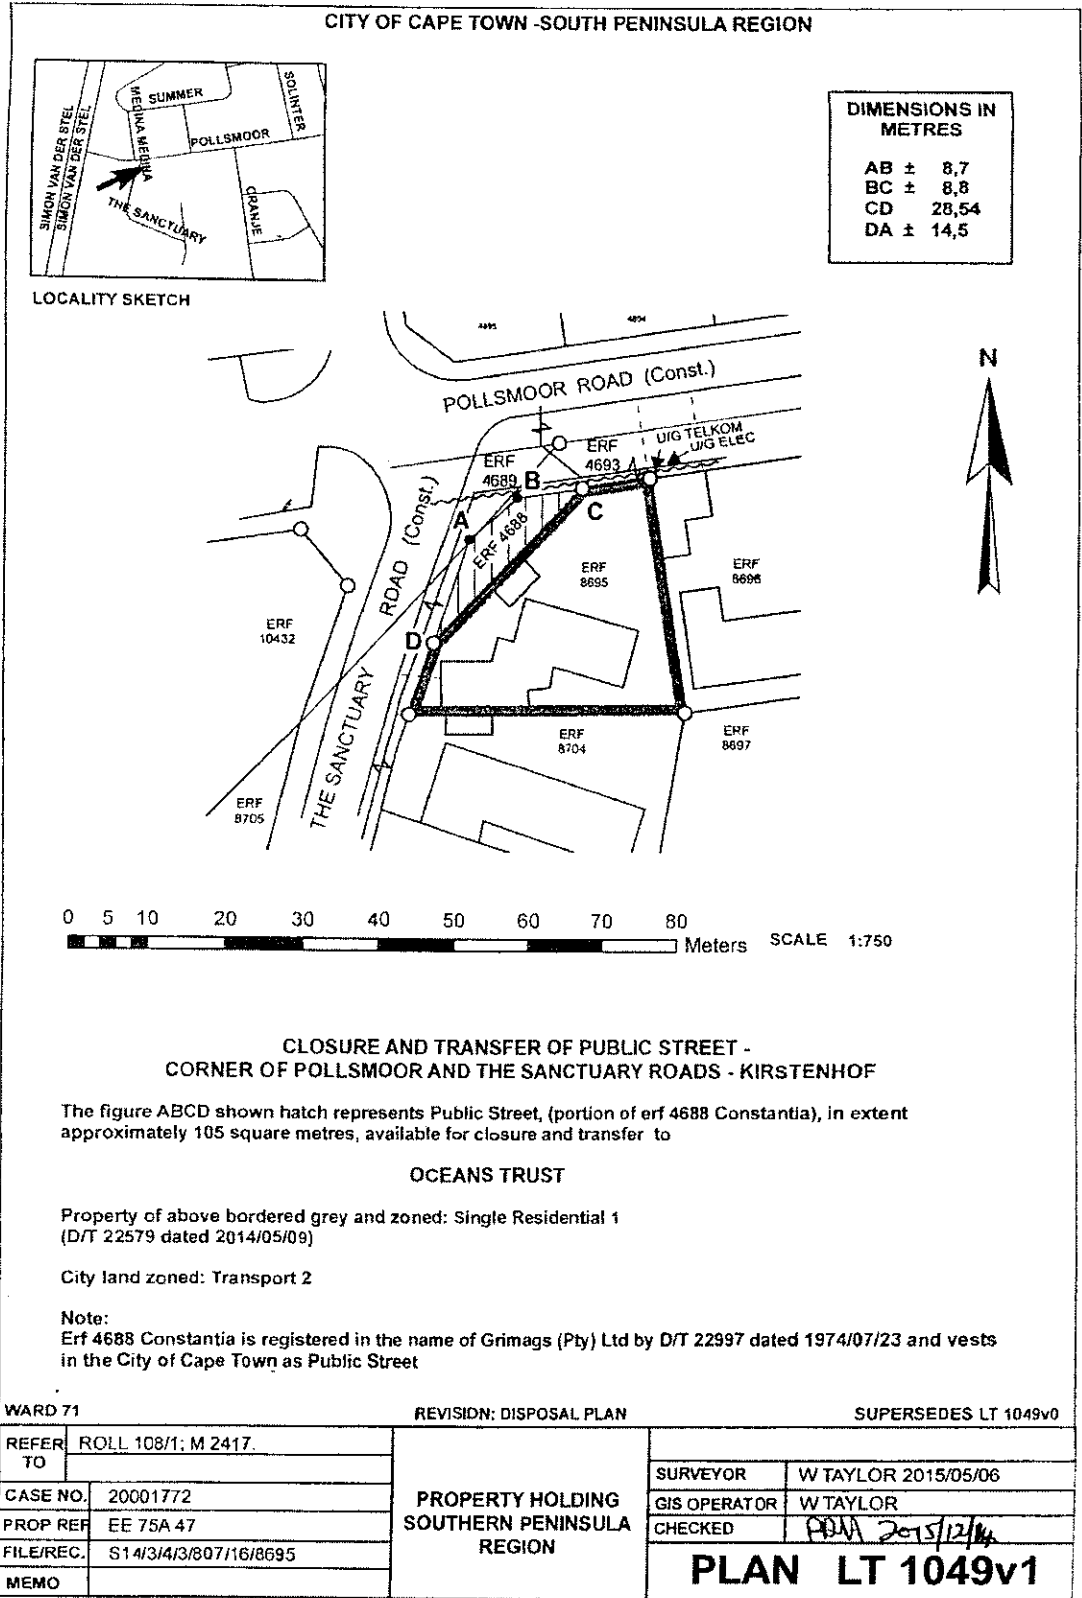 CITY OF CAPE TOWN -SOUTH PENINSULA REGION
SUMMER
SOLINTER
MEDINA MEDINA
POLLSMOOR
SIMON VAN DER STEL
SIMON VAN DER STEL
THE SANCTUARY
CRANJE
LOCALITY SKETCH
DIMENSIONS IN
METRES
AB ± 8,7
BC ± 8,8
CD 28,54
DA ± 14,5
4895
4894
POLLSMOOR ROAD (Const.)
N
U/G TELKOM
U/G ELEC
ERF
4693
ERF
4689
B
C
A
ERF 4688
ROAD (Const.)
ERF
8695
ERF
8696
ERF
10432
D
THE SANCTUARY
ERF
8704
ERF
8697
ERF
8705
0 5 10 20 30 40 50 60 70 80
Meters SCALE 1:750
CLOSURE AND TRANSFER OF PUBLIC STREET -
CORNER OF POLLSMOOR AND THE SANCTUARY ROADS - KIRSTENHOF
The figure ABCD shown hatch represents Public Street, (portion of erf 4688 Constantia), in extent
approximately 105 square metres, available for closure and transfer to
OCEANS TRUST
Property of above bordered grey and zoned: Single Residential 1
(D/T 22579 dated 2014/05/09)
City land zoned: Transport 2
Note:
Erf 4688 Constantia is registered in the name of Grimags (Pty) Ltd by D/T 22997 dated 1974/07/23 and vests
in the City of Cape Town as Public Street
WARD 71 REVISION: DISPOSAL PLAN SUPERSEDES LT 1049v0
REFER TO ROLL 108/1; M 2417.
CASE NO. 20001772
PROP REF EE 75A 47
FILE/REC. S14/3/4/3/807/16/8695
MEMO
PROPERTY HOLDING
SOUTHERN PENINSULA
REGION
SURVEYOR W TAYLOR 2015/05/06
GIS OPERATOR W TAYLOR
CHECKED 2015/12/
PLAN LT 1049v1